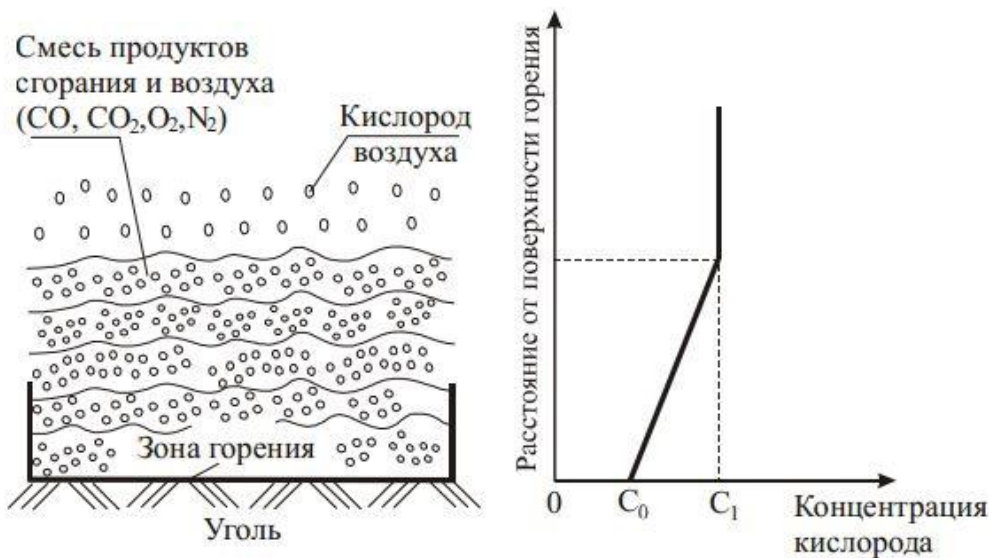 Смесь продуктов
сгорания и воздуха
(CO, CO₂,O₂,N₂)
Кислород
воздуха
Зона горения
Уголь
Расстояние от поверхности горения
0
C₀
C₁
Концентрация
кислорода